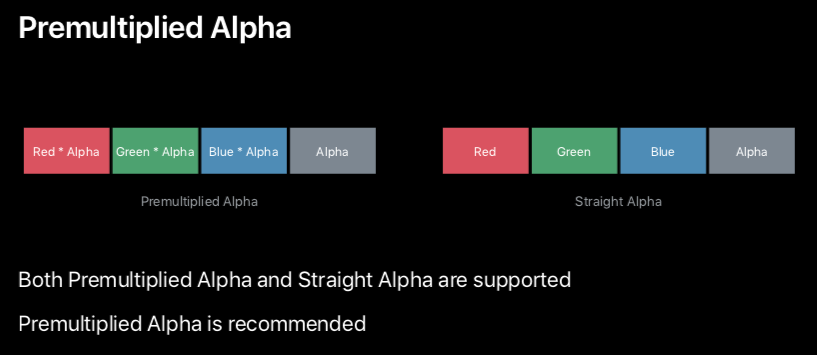 Premultiplied Alpha
Red * Alpha Green * Alpha Blue * Alpha Alpha Red Green Blue Alpha
Premultiplied Alpha Straight Alpha
Both Premultiplied Alpha and Straight Alpha are supported
Premultiplied Alpha is recommended